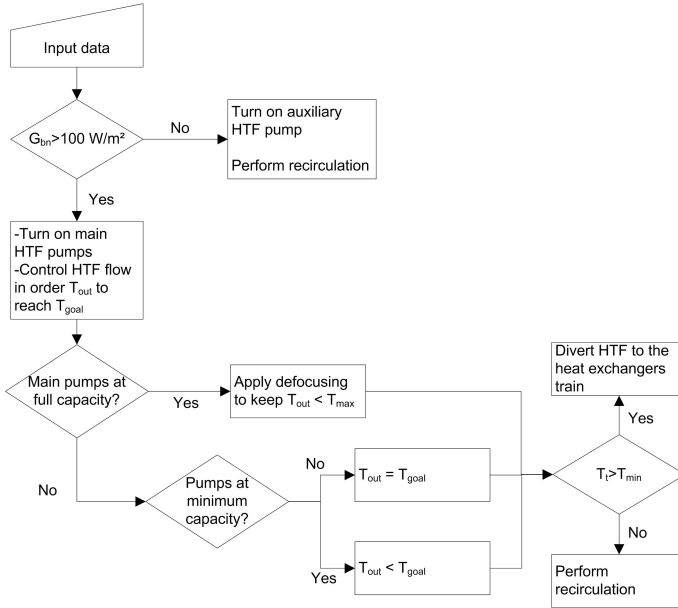 Input data
G_bn>100 W/m²
No
Turn on auxiliary
HTF pump
Perform recirculation
Yes
-Turn on main
HTF pumps
-Control HTF flow
in order T_out to
reach T_goal
Main pumps at
full capacity?
Yes
Apply defocusing
to keep T_out < T_max
Divert HTF to the
heat exchangers
train
Yes
No
Pumps at
minimum
capacity?
No
T_out = T_goal
T_t>T_min
Yes
T_out < T_goal
No
Perform
recirculation